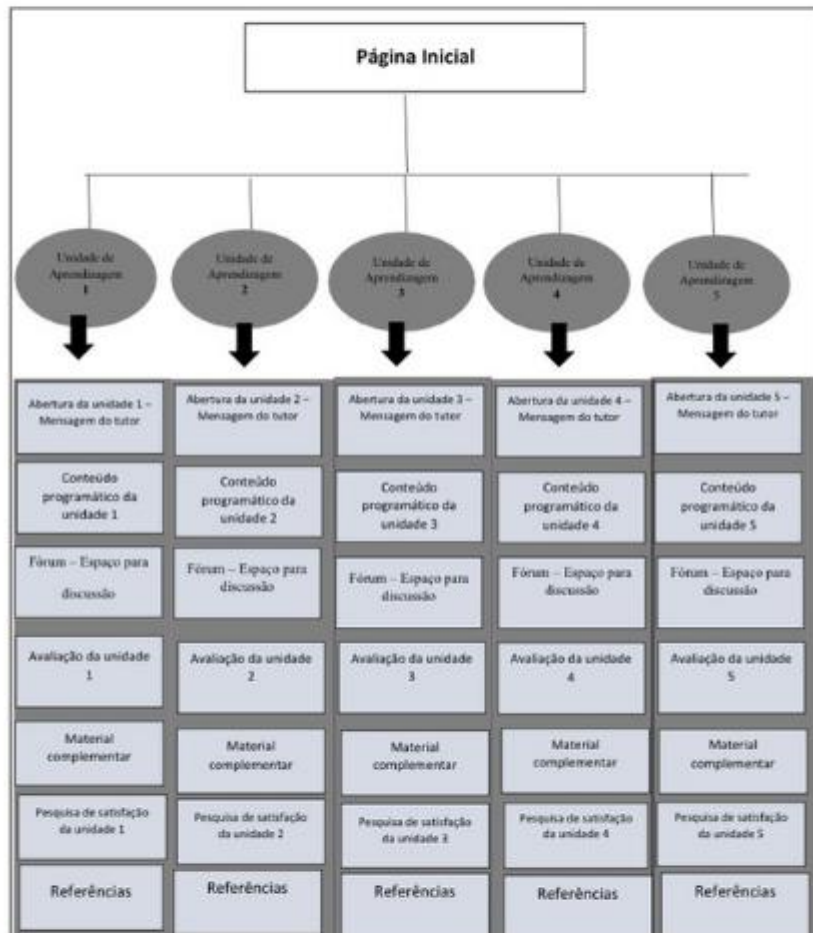 Página Inicial
Unidade de
Aprendizagem
1
Unidade de
Aprendizagem
2
Unidade de
Aprendizagem
3
Unidade de
Aprendizagem
4
Unidade de
Aprendizagem
5
Abertura da unidade 1 –
Mensagem do tutor
Conteúdo
programático da
unidade 1
Fórum – Espaço para
discussão
Avaliação da unidade
1
Material
complementar
Pesquisa de satisfação
da unidade 1
Referências
Abertura da unidade 2 –
Mensagem do tutor
Conteúdo
programático da
unidade 2
Fórum – Espaço para
discussão
Avaliação da unidade
2
Material
complementar
Pesquisa de satisfação
da unidade 2
Referências
Abertura da unidade 3 –
Mensagem do tutor
Conteúdo
programático da
unidade 3
Fórum – Espaço para
discussão
Avaliação da unidade
3
Material
complementar
Pesquisa de satisfação
da unidade 3
Referências
Abertura da unidade 4 –
Mensagem do tutor
Conteúdo
programático da
unidade 4
Fórum – Espaço para
discussão
Avaliação da unidade
4
Material
complementar
Pesquisa de satisfação
da unidade 4
Referências
Abertura da unidade 5 –
Mensagem do tutor
Conteúdo
programático da
unidade 5
Fórum – Espaço para
discussão
Avaliação da unidade
5
Material
complementar
Pesquisa de satisfação
da unidade 5
Referências